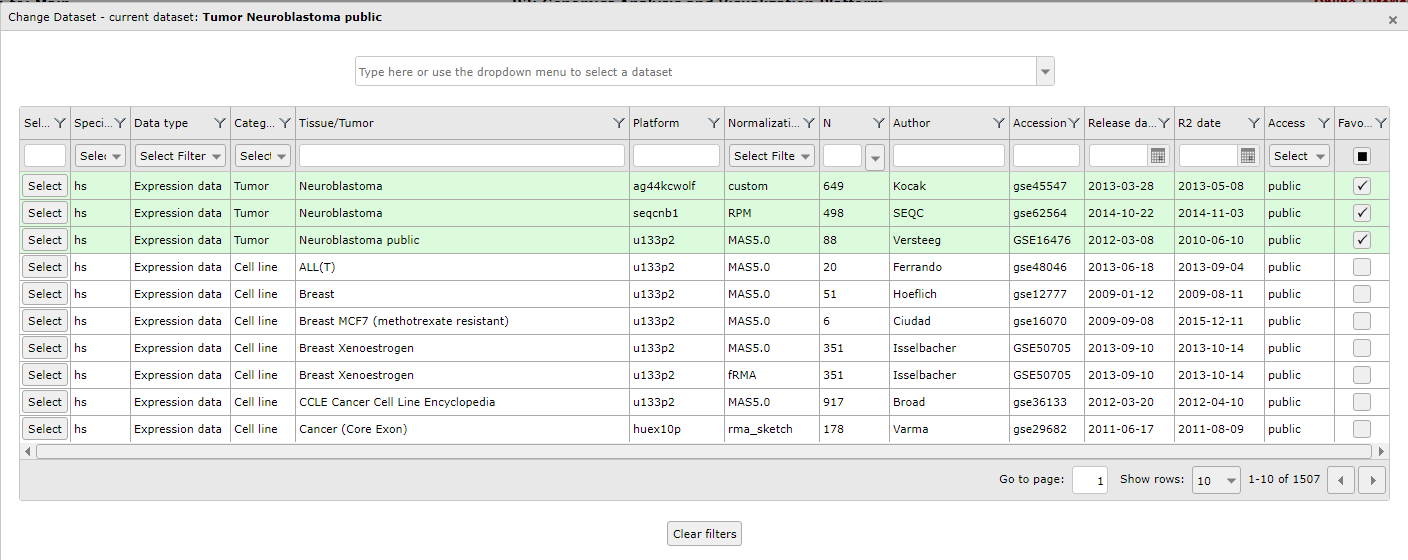 Change Dataset - current dataset: Tumor Neuroblastoma public
Type here or use the dropdown menu to select a dataset
Sel... Speci... Data type Categ... Tissue/Tumor Platform Normalizati... N Author Accession Release da... R2 date Access Favo...
Selec Select Filter Select Select Filte Select
Select hs Expression data Tumor Neuroblastoma ag44kcwolf custom 649 Kocak gse45547 2013-03-28 2013-05-08 public
Select hs Expression data Tumor Neuroblastoma seqcnb1 RPM 498 SEQC gse62564 2014-10-22 2014-11-03 public
Select hs Expression data Tumor Neuroblastoma public u133p2 MAS5.0 88 Versteeg GSE16476 2012-03-08 2010-06-10 public
Select hs Expression data Cell line ALL(T) u133p2 MAS5.0 20 Ferrando gse48046 2013-06-18 2013-09-04 public
Select hs Expression data Cell line Breast u133p2 MAS5.0 51 Hoeflich gse12777 2009-01-12 2009-08-11 public
Select hs Expression data Cell line Breast MCF7 (methotrexate resistant) u133p2 MAS5.0 6 Ciudad gse16070 2009-09-08 2015-12-11 public
Select hs Expression data Cell line Breast Xenoestrogen u133p2 MAS5.0 351 Isselbacher GSE50705 2013-09-10 2013-10-14 public
Select hs Expression data Cell line Breast Xenoestrogen u133p2 fRMA 351 Isselbacher GSE50705 2013-09-10 2013-10-14 public
Select hs Expression data Cell line CCLE Cancer Cell Line Encyclopedia u133p2 MAS5.0 917 Broad gse36133 2012-03-20 2012-04-10 public
Select hs Expression data Cell line Cancer (Core Exon) huex10p rma_sketch 178 Varma gse29682 2011-06-17 2011-08-09 public
Go to page: 1 Show rows: 10 1-10 of 1507
Clear filters